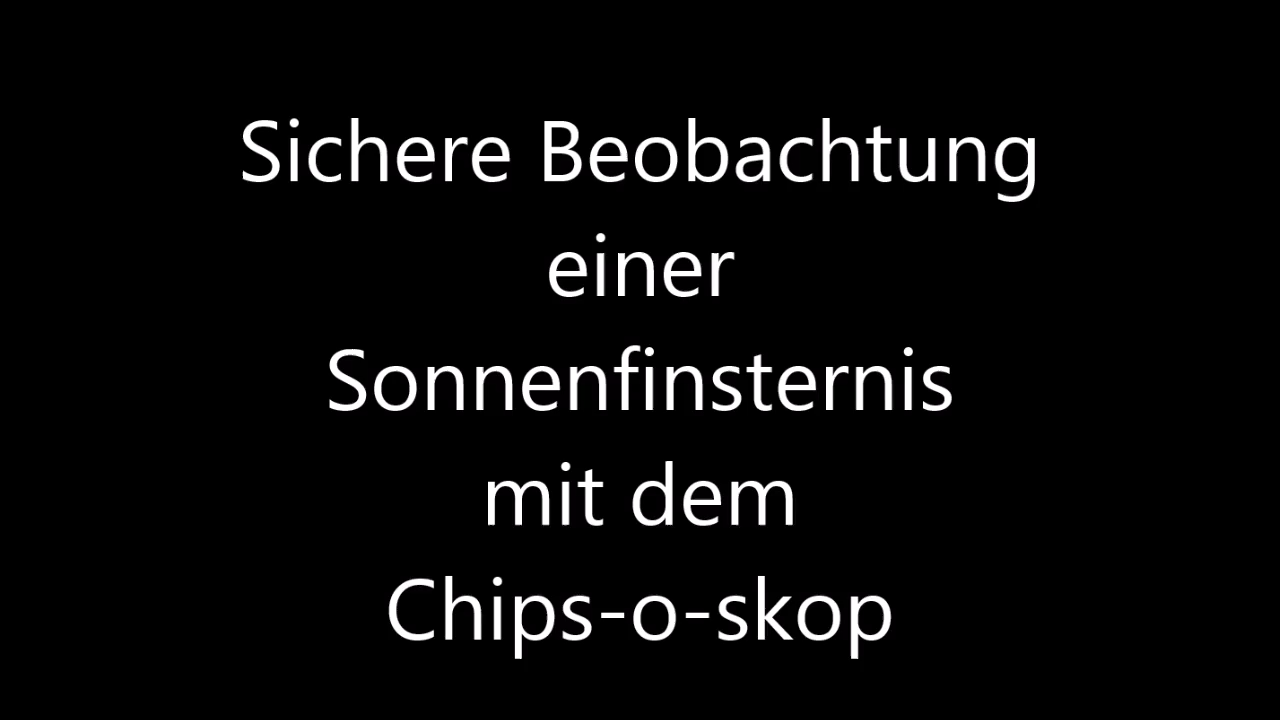 Sichere Beobachtung
einer
Sonnenfinsternis
mit dem
Chips-o-skop